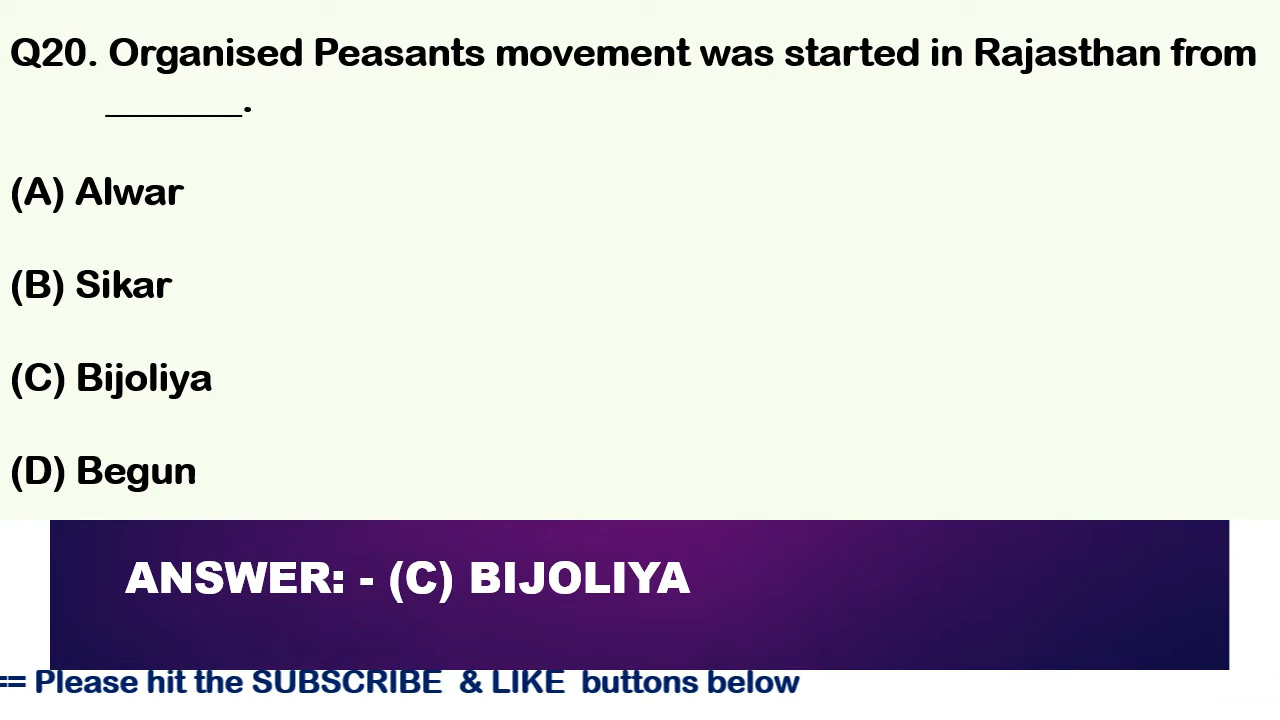 Q20. Organised Peasants movement was started in Rajasthan from
_______.
(A) Alwar
(B) Sikar
(C) Bijoliya
(D) Begun
ANSWER: - (C) BIJOLIYA
== Please hit the SUBSCRIBE & LIKE buttons below